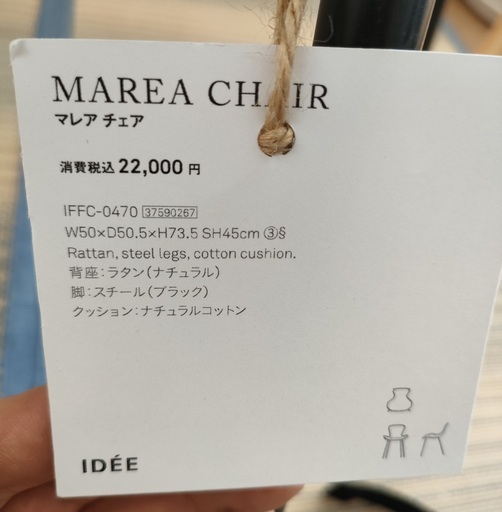 MAREA CHAIR
マレア チェア
消費税込 22,000 円
IFFC-0470 37590267
W50×D50.5×H73.5 SH45cm ③§
Rattan, steel legs, cotton cushion.
背座：ラタン（ナチュラル）
脚：スチール（ブラック）
クッション：ナチュラルコットン
IDÉE